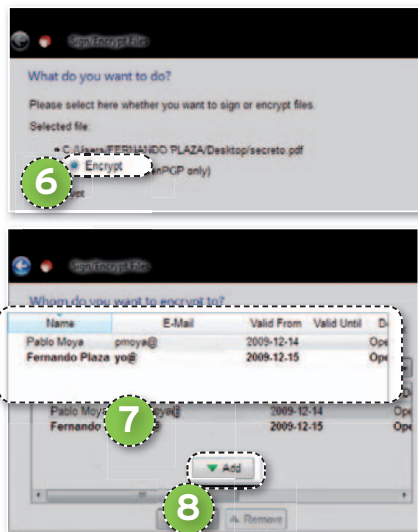 Sign/Encrypt Files
What do you want to do?
Please select here whether you want to sign or encrypt files.
Selected file:
C:/Users/FERNANDO PLAZA/Desktop/secreto.pdf
Encrypt
PGP only)
6
Sign/Encrypt Files
Whom do you want to encrypt to?
Name E-Mail Valid From Valid Until
Pablo Moya pmoya@ 2009-12-14 Ope
Fernando Plaza yo@ 2009-12-15 Ope
7
Pablo Moy 2009-12-14 Ope
Fernando 2009-12-15 Ope
Add
8
Remove